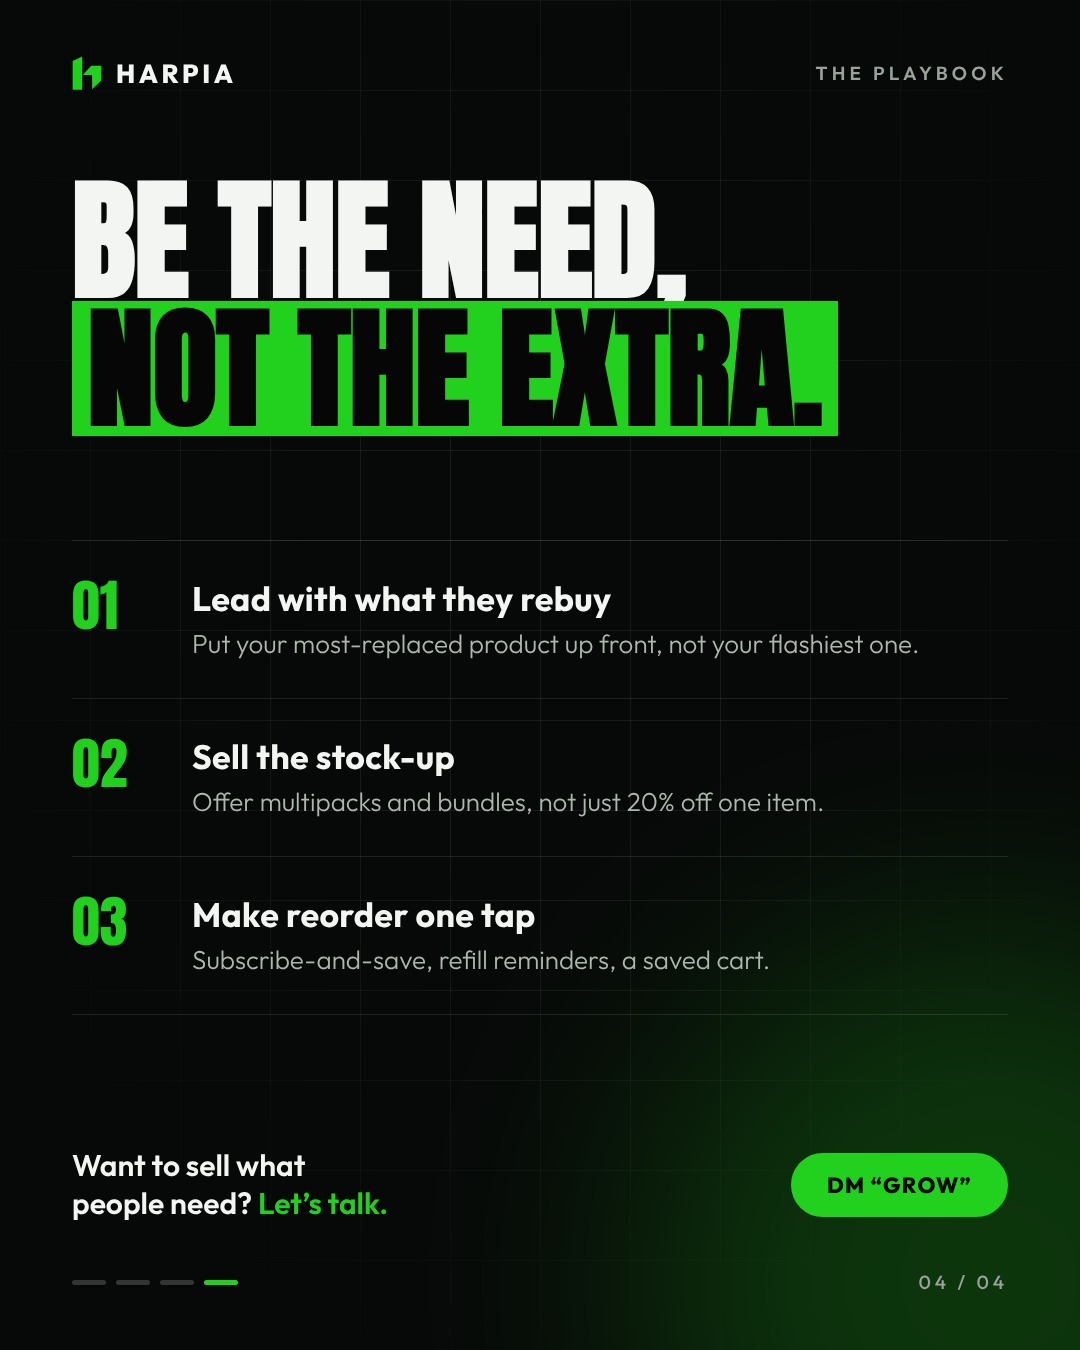 HARPIA
THE PLAYBOOK
BE THE NEED,
NOT THE EXTRA.
01
Lead with what they rebuy
Put your most-replaced product up front, not your flashiest one.
02
Sell the stock-up
Offer multipacks and bundles, not just 20% off one item.
03
Make reorder one tap
Subscribe-and-save, refill reminders, a saved cart.
Want to sell what
people need? Let’s talk.
DM “GROW”
04 / 04